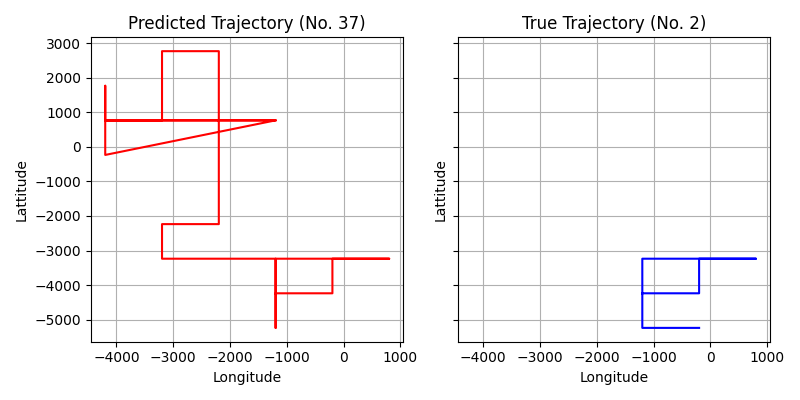 Predicted Trajectory (No. 37)
True Trajectory (No. 2)
3000
2000
1000
0
−1000
−2000
−3000
−4000
−5000
Lattitude
Lattitude
−4000 −3000 −2000 −1000 0 1000
−4000 −3000 −2000 −1000 0 1000
Longitude
Longitude